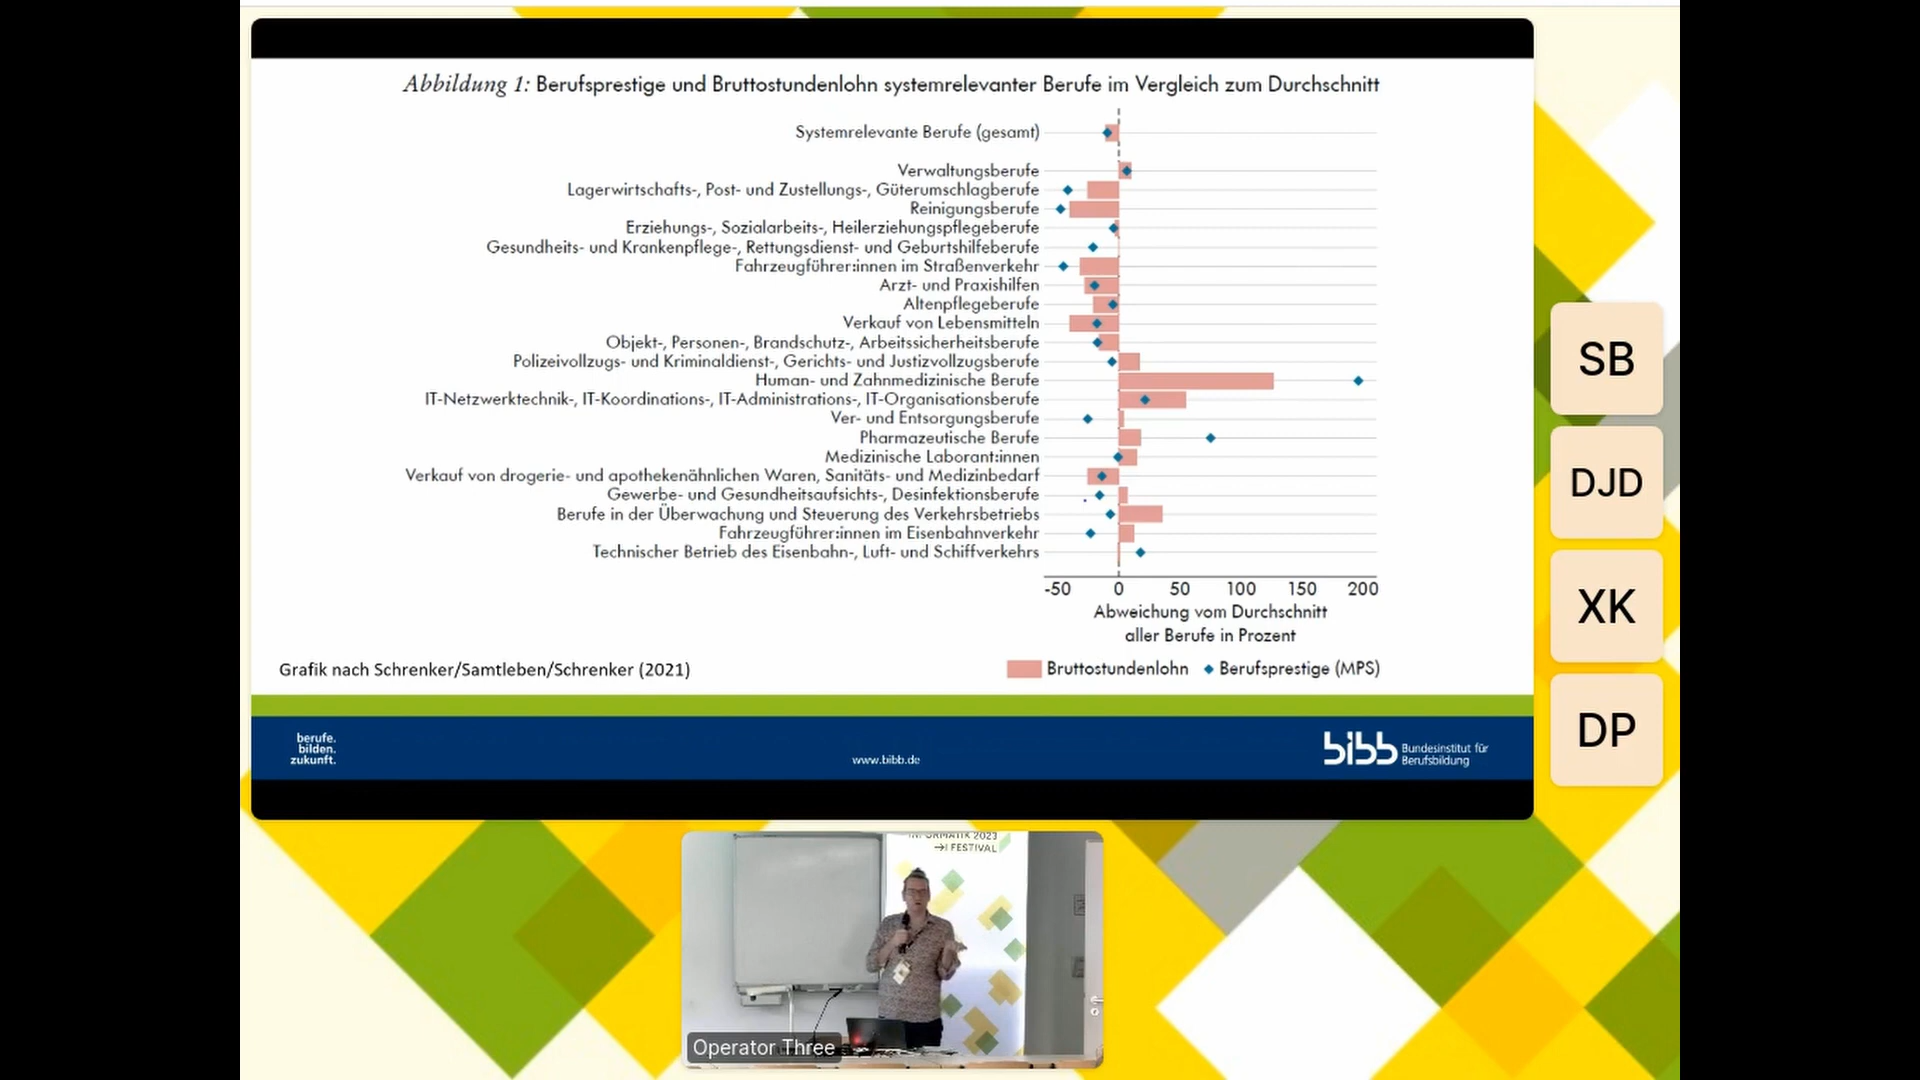 Abbildung 1: Berufsprestige und Bruttostundenlohn systemrelevanter Berufe im Vergleich zum Durchschnitt
Systemrelevante Berufe (gesamt)
Verwaltungsberufe
Lagerwirtschafts-, Post- und Zustellungs-, Güterumschlagberufe
Reinigungsberufe
Erziehungs-, Sozialarbeits-, Heilerziehungspflegeberufe
Gesundheits- und Krankenpflege-, Rettungsdienst- und Geburtshilfeberufe
Fahrzeugführer:innen im Straßenverkehr
Arzt- und Praxishilfen
Altenpflegeberufe
Verkauf von Lebensmitteln
Objekt-, Personen-, Brandschutz-, Arbeitssicherheitsberufe
Polizeivollzugs- und Kriminaldienst-, Gerichts- und Justizvollzugsberufe
Human- und Zahnmedizinische Berufe
IT-Netzwerktechnik-, IT-Koordinations-, IT-Administrations-, IT-Organisationsberufe
Ver- und Entsorgungsberufe
Pharmazeutische Berufe
Medizinische Laborant:innen
Verkauf von drogerie- und apothekenähnlichen Waren, Sanitäts- und Medizinbedarf
Gewerbe- und Gesundheitsaufsichts-, Desinfektionsberufe
Berufe in der Überwachung und Steuerung des Verkehrsbetriebs
Fahrzeugführer:innen im Eisenbahnverkehr
Technischer Betrieb des Eisenbahn-, Luft- und Schiffverkehrs
-50 0 50 100 150 200
Abweichung vom Durchschnitt
aller Berufe in Prozent
Bruttostundenlohn Berufsprestige (MPS)
Grafik nach Schrenker/Samtleben/Schrenker (2021)
berufe.
bilden.
zukunft.
www.bibb.de
bibb Bundesinstitut für
Berufsbildung
SB
DJD
XK
DP
INFORMATIK 2023
FESTIVAL
Operator Three